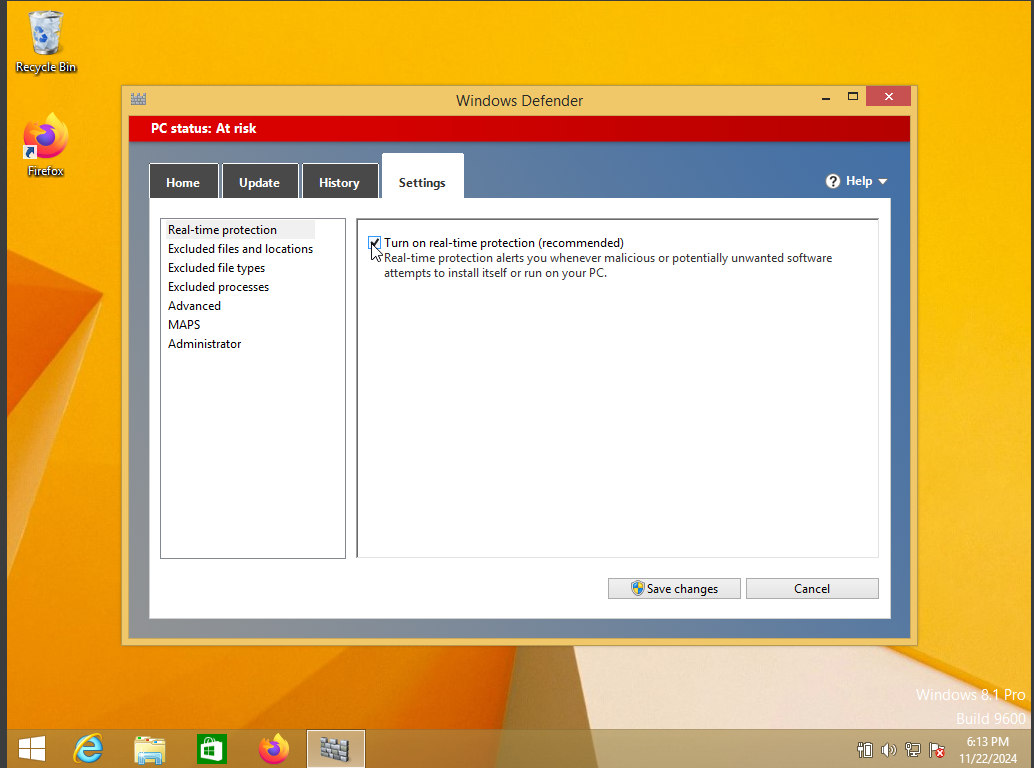 Recycle Bin
Firefox
Windows Defender
PC status: At risk
Home
Update
History
Settings
Help
Real-time protection
Excluded files and locations
Excluded file types
Excluded processes
Advanced
MAPS
Administrator
Turn on real-time protection (recommended)
Real-time protection alerts you whenever malicious or potentially unwanted software
attempts to install itself or run on your PC.
Save changes
Cancel
Windows 8.1 Pro
Build 9600
6:13 PM
11/22/2024